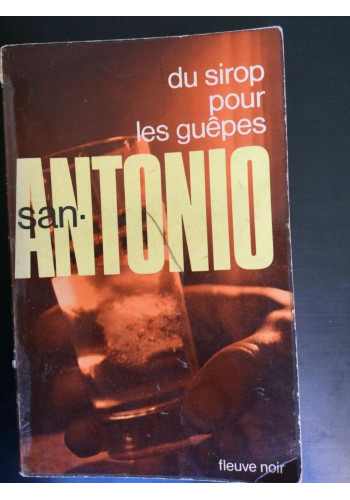 du sirop
pour
les guêpes
san-
ANTONIO
fleuve noir